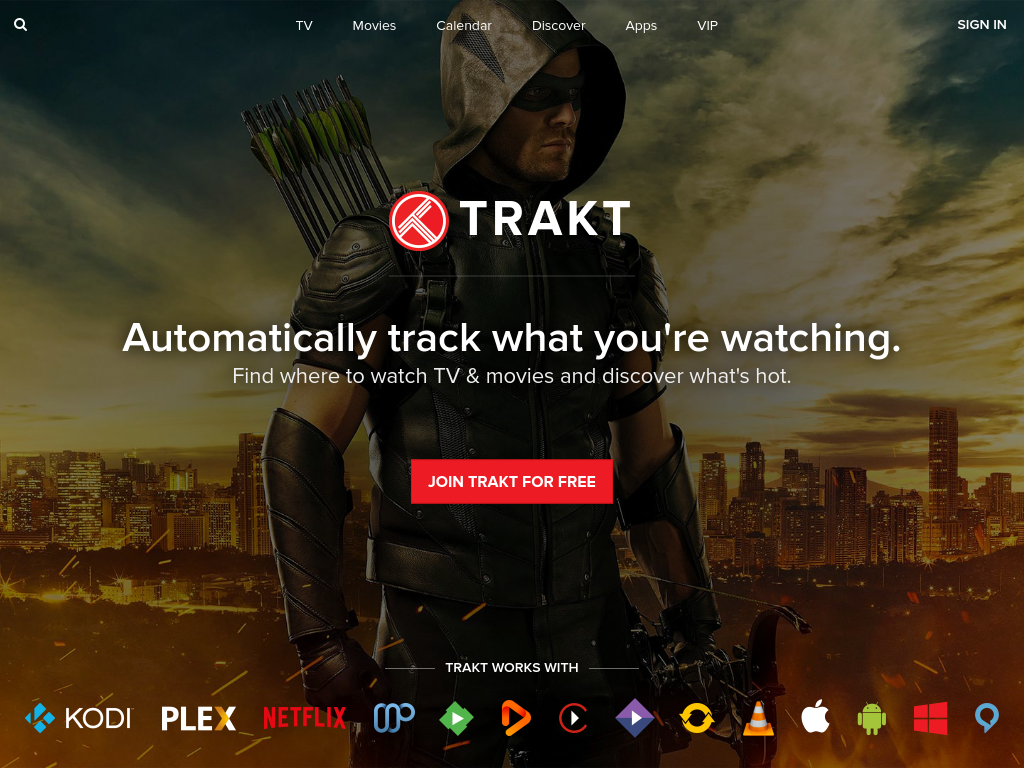 TV Movies Calendar Discover Apps VIP SIGN IN
TRAKT
Automatically track what you're watching.
Find where to watch TV & movies and discover what's hot.
JOIN TRAKT FOR FREE
TRAKT WORKS WITH
KODI PLEX NETFLIX